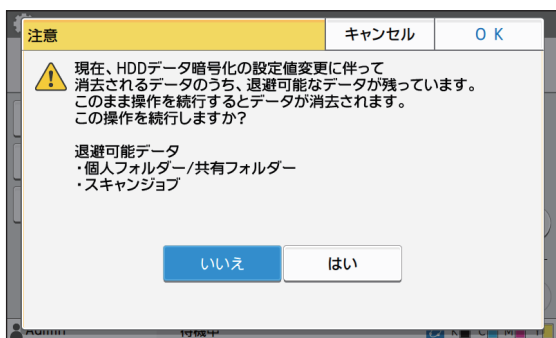 注意
キャンセル
O K
現在、HDDデータ暗号化の設定値変更に伴って
消去されるデータのうち、退避可能なデータが残っています。
このまま操作を続行するとデータが消去されます。
この操作を続行しますか?
退避可能データ
・個人フォルダー/共有フォルダー
・スキャンジョブ
いいえ
はい
Admin
待機中
K C M